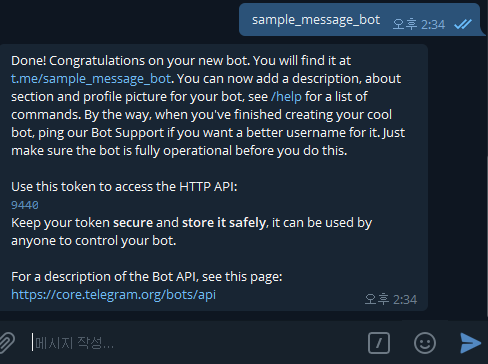 sample_message_bot 오후 2:34
Done! Congratulations on your new bot. You will find it at
t.me/sample_message_bot. You can now add a description, about
section and profile picture for your bot, see /help for a list of
commands. By the way, when you've finished creating your cool
bot, ping our Bot Support if you want a better username for it. Just
make sure the bot is fully operational before you do this.
Use this token to access the HTTP API:
9440
Keep your token secure and store it safely, it can be used by
anyone to control your bot.
For a description of the Bot API, see this page:
https://core.telegram.org/bots/api
오후 2:34
메시지 작성...